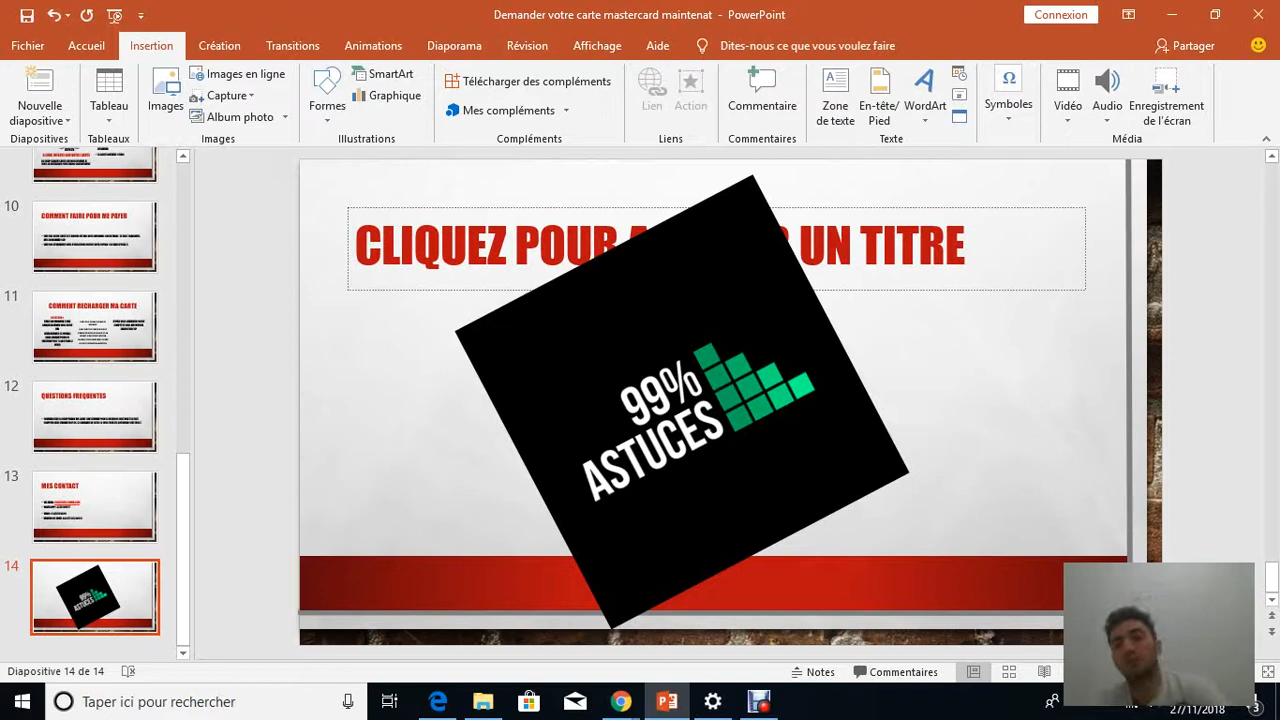 Demander votre carte mastercard maintenat - PowerPoint
Connexion
Fichier Accueil Insertion Création Transitions Animations Diaporama Révision Affichage Aide Dites-nous ce que vous voulez faire Partager
Nouvelle diapositive
Diapositives
Tableau
Tableaux
Images
Images en ligne
Capture
Album photo
Images
Formes
SmartArt
Graphique
Illustrations
Télécharger des compléments
Mes compléments
Compléments
Lien
Action
Liens
Commentaire
Commentaires
Zone de texte
En-tête/ Pied
WordArt
Texte
Symboles
Vidéo
Audio
Enregistrement de l'écran
Média
10
COMMENT FAIRE POUR ME PAYER
11
COMMENT RECHARGER MA CARTE
12
QUESTIONS FREQUENTES
13
MES CONTACT
14
99%
ASTUCES
CLIQUEZ POUR A UN TITRE
99%
ASTUCES
Diapositive 14 de 14
Notes
Commentaires
Taper ici pour rechercher
27/11/2018